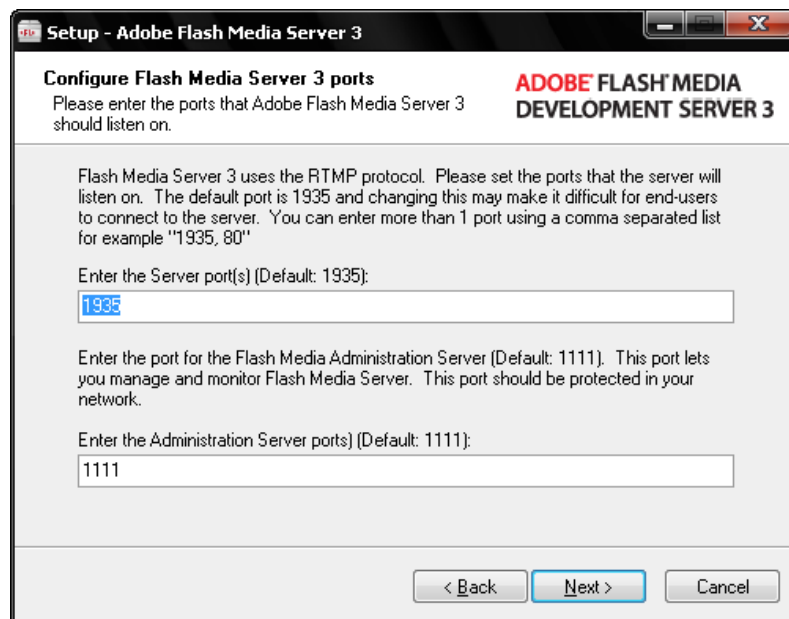 Setup - Adobe Flash Media Server 3
Configure Flash Media Server 3 ports
Please enter the ports that Adobe Flash Media Server 3
should listen on.
ADOBE® FLASH® MEDIA
DEVELOPMENT SERVER 3
Flash Media Server 3 uses the RTMP protocol. Please set the ports that the server will
listen on. The default port is 1935 and changing this may make it difficult for end-users
to connect to the server. You can enter more than 1 port using a comma separated list
for example "1935, 80"
Enter the Server port(s) (Default: 1935):
1935
Enter the port for the Flash Media Administration Server (Default: 1111). This port lets
you manage and monitor Flash Media Server. This port should be protected in your
network.
Enter the Administration Server ports) (Default: 1111):
1111
< Back
Next >
Cancel